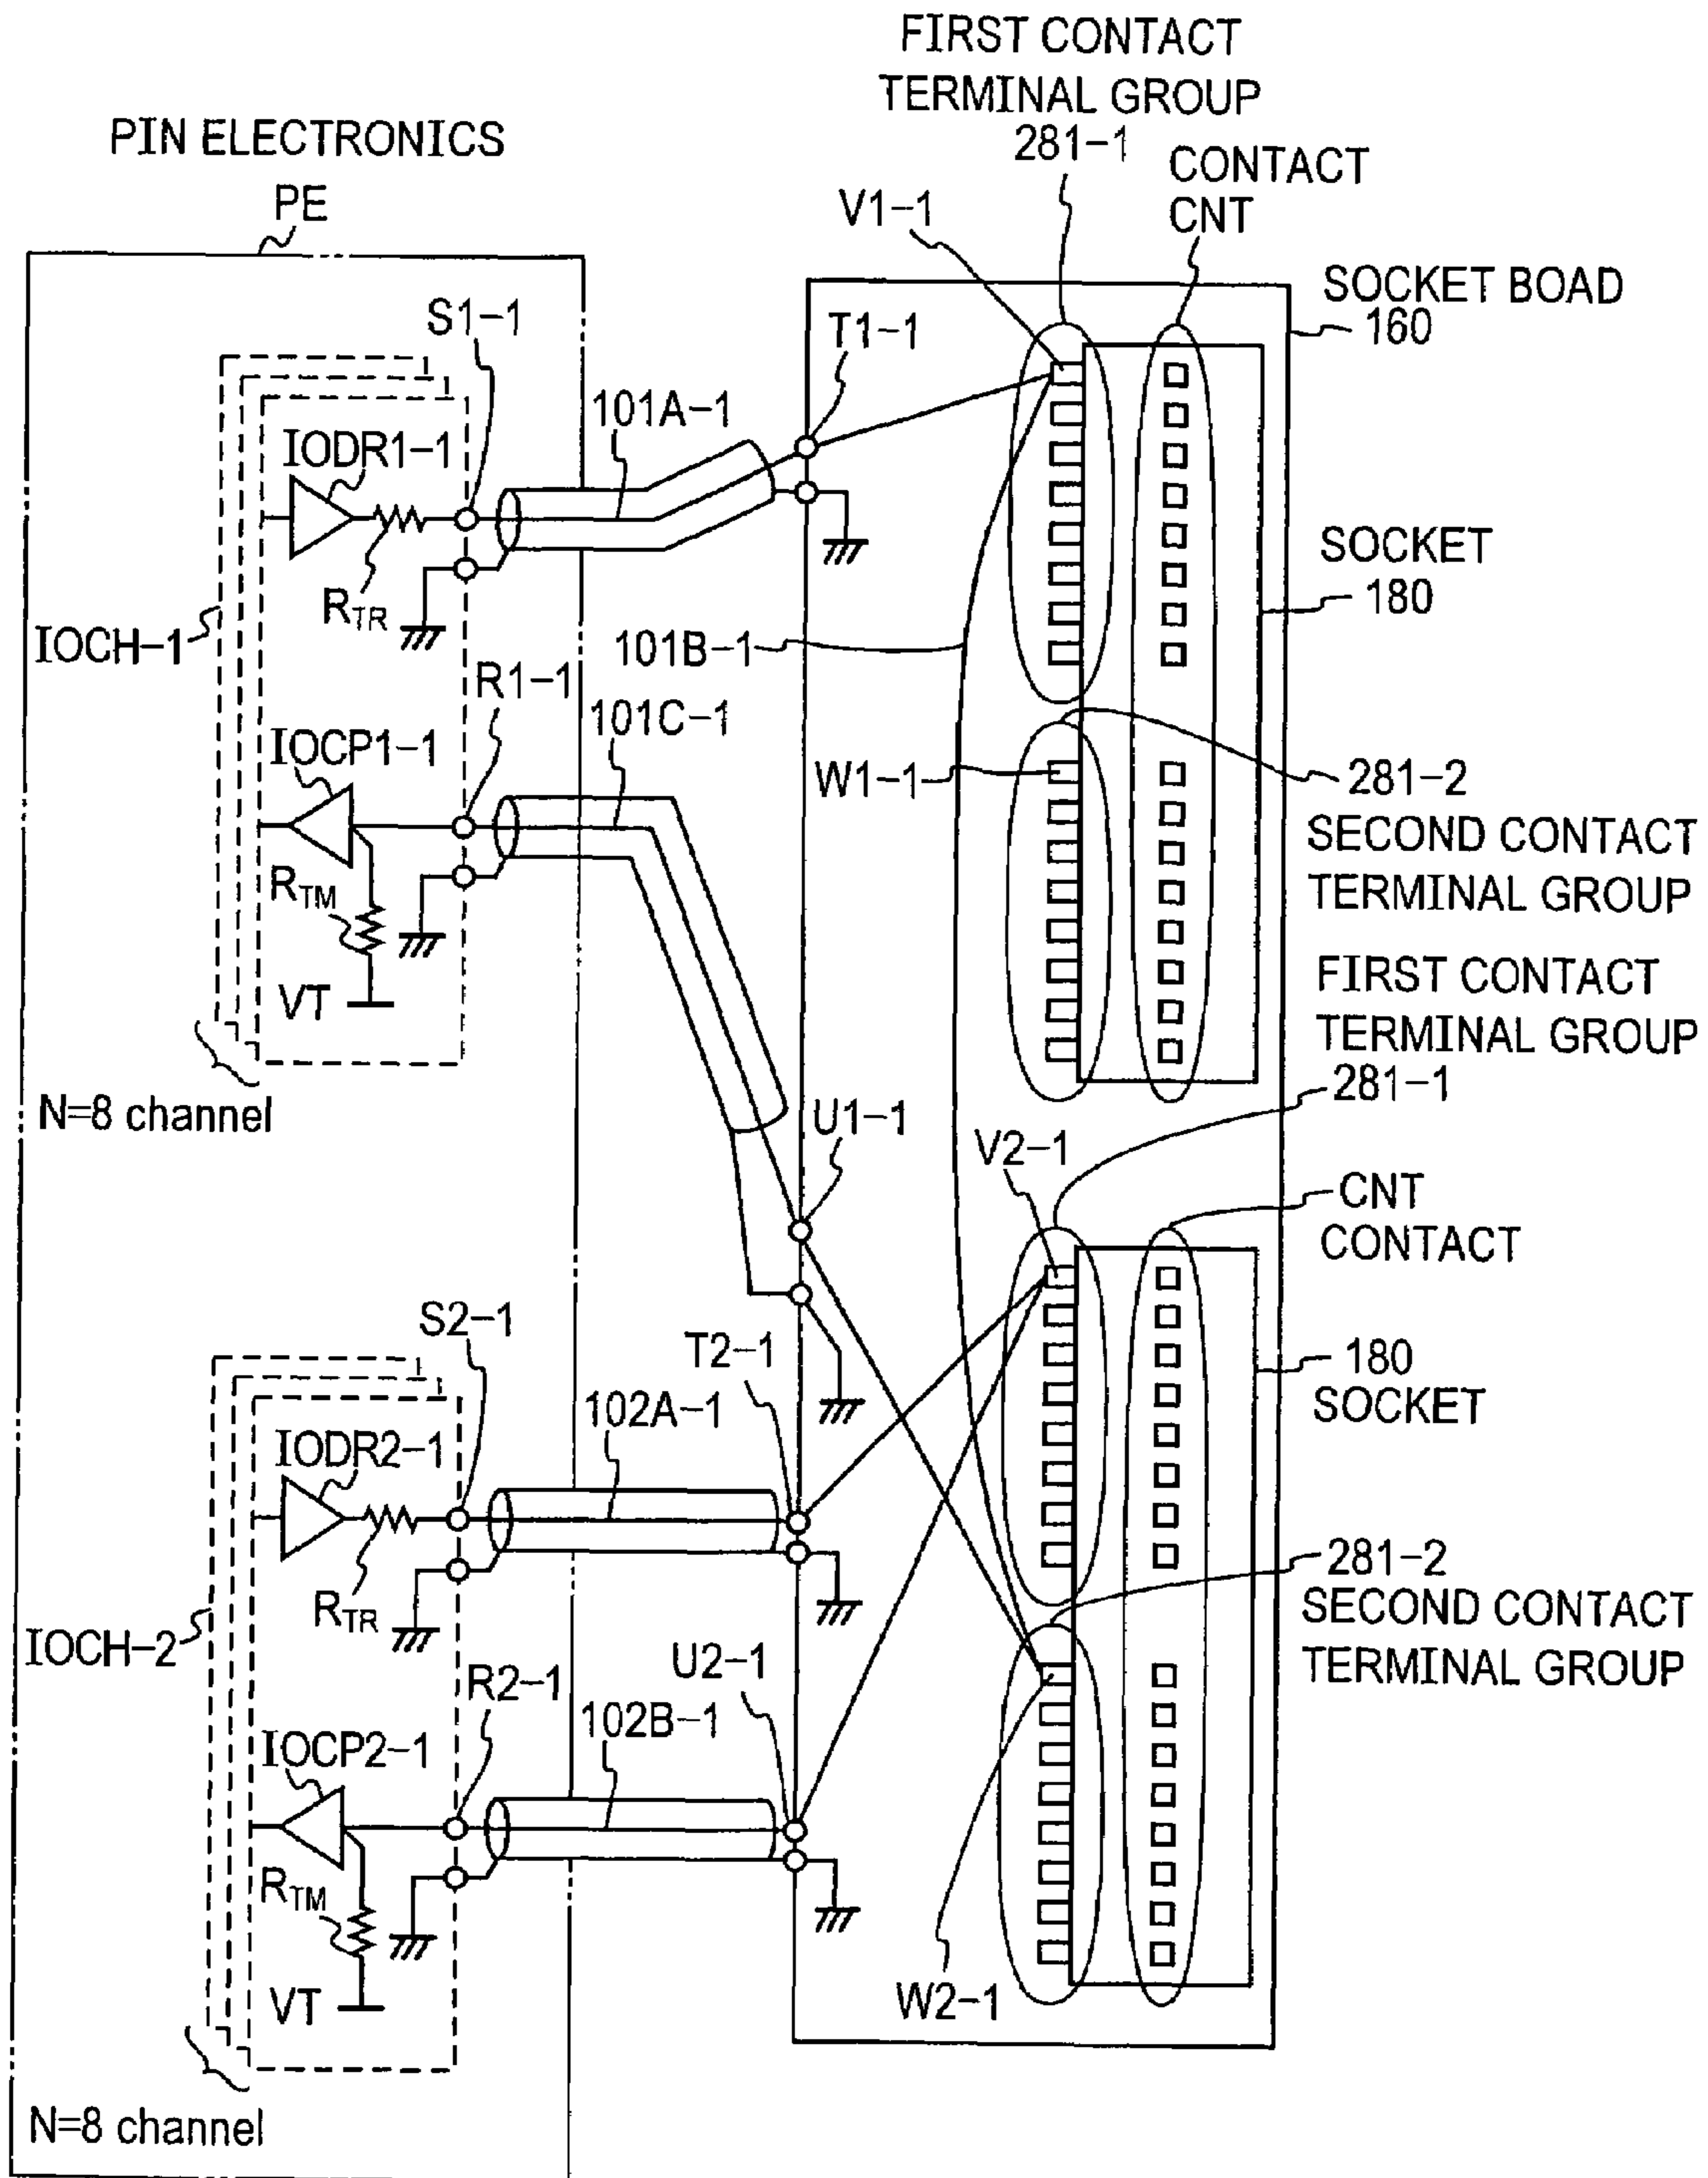 FIRST CONTACT
TERMINAL GROUP
281-1
PIN ELECTRONICS
PE
CONTACT
CNT
V1-1
SOCKET BOAD
160
S1-1
T1-1
101A-1
IODR1-1
RTR
SOCKET
180
IOCH-1
101B-1
R1-1
101C-1
IOCP1-1
W1-1
281-2
SECOND CONTACT
TERMINAL GROUP
RTM
VT
FIRST CONTACT
TERMINAL GROUP
281-1
N=8 channel
U1-1
V2-1
CNT
CONTACT
S2-1
T2-1
180
SOCKET
102A-1
IODR2-1
RTR
281-2
SECOND CONTACT
TERMINAL GROUP
IOCH-2
U2-1
R2-1
102B-1
IOCP2-1
RTM
VT
W2-1
N=8 channel